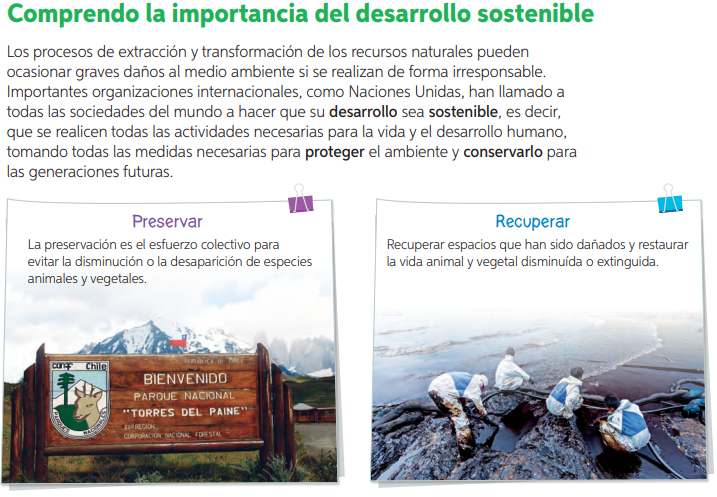 Comprendo la importancia del desarrollo sostenible
Los procesos de extracción y transformación de los recursos naturales pueden
ocasionar graves daños al medio ambiente si se realizan de forma irresponsable.
Importantes organizaciones internacionales, como Naciones Unidas, han llamado a
todas las sociedades del mundo a hacer que su desarrollo sea sostenible, es decir,
que se realicen todas las actividades necesarias para la vida y el desarrollo humano,
tomando todas las medidas necesarias para proteger el ambiente y conservarlo para
las generaciones futuras.
Preservar
La preservación es el esfuerzo colectivo para
evitar la disminución o la desaparición de especies
animales y vegetales.
conaf Chile
REPUBLICA DE CHILE
BIENVENIDO
PARQUE NACIONAL
"TORRES DEL PAINE"
XIIª REGION
CORPORACION NACIONAL FORESTAL
PARQUES NACIONALES
Recuperar
Recuperar espacios que han sido dañados y restaurar
la vida animal y vegetal disminuída o extinguida.